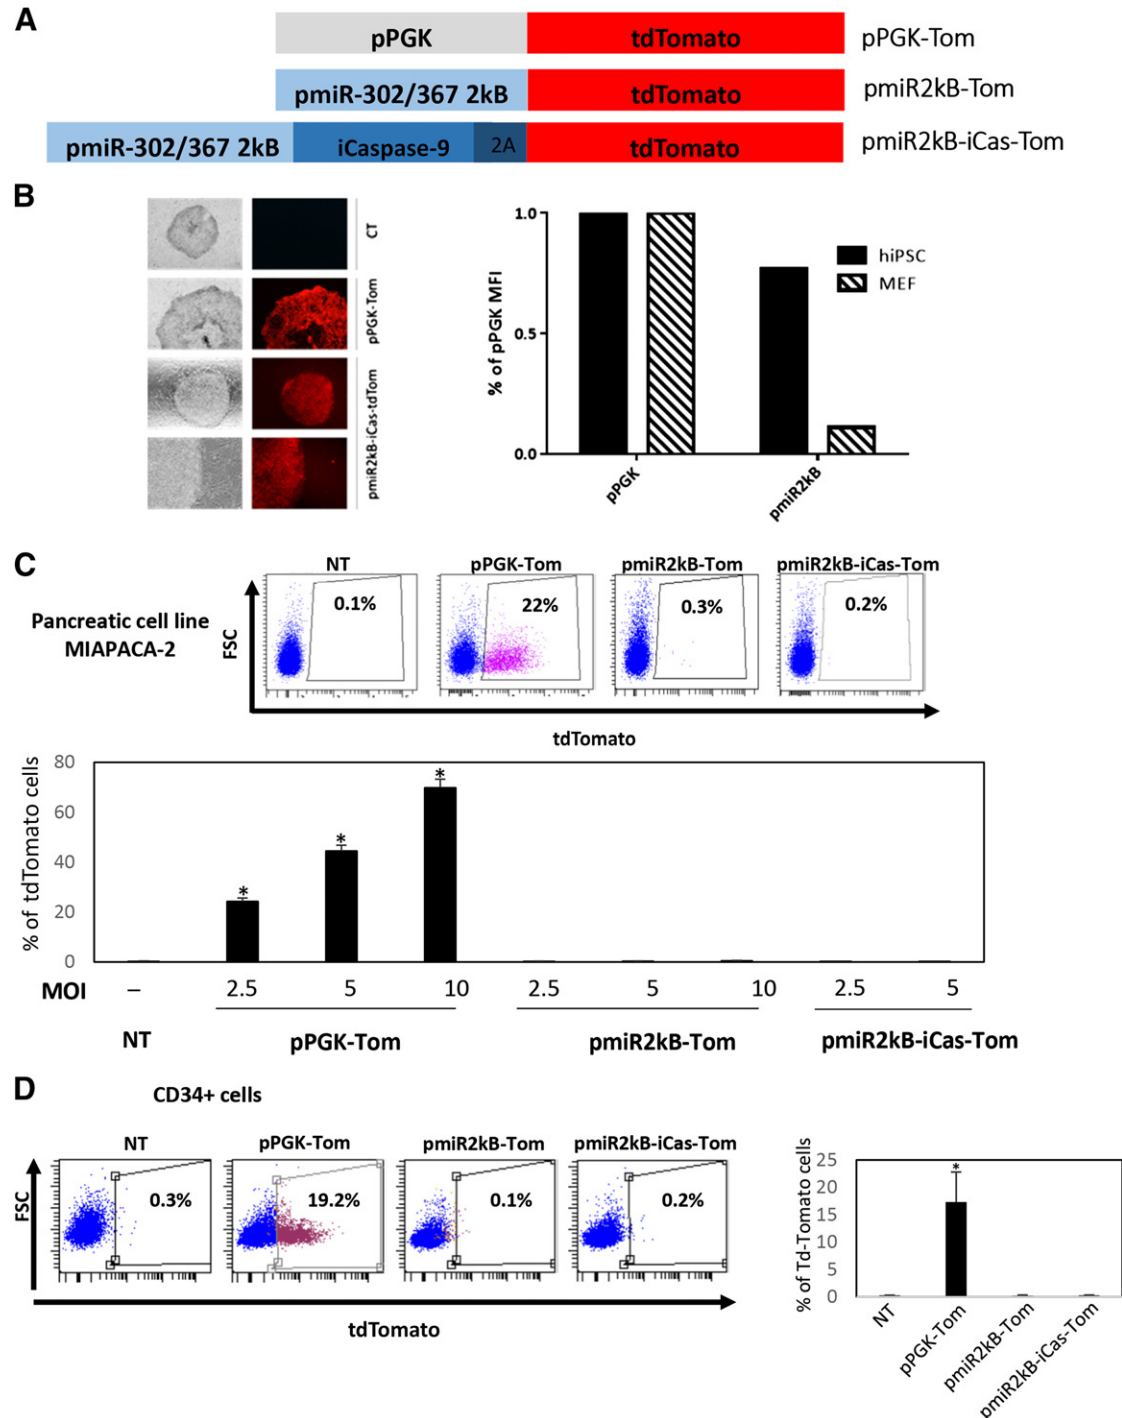 A
pPGK tdTomato pPGK-Tom
pmiR-302/367 2kB tdTomato pmiR2kB-Tom
pmiR-302/367 2kB iCaspase-9 2A tdTomato pmiR2kB-iCas-Tom
B
CT
pPGK-Tom
pmiR2kB-iCas-tdTom
% of pPGK MFI
1.0
0.5
0.0
hiPSC
MEF
pPGK pmiR2kB
C
Pancreatic cell line
MIAPACA-2
NT pPGK-Tom pmiR2kB-Tom pmiR2kB-iCas-Tom
0.1% 22% 0.3% 0.2%
FSC
tdTomato
% of tdTomato cells
80
60
40
20
0
* * *
MOI – 2.5 5 10 2.5 5 10 2.5 5
NT pPGK-Tom pmiR2kB-Tom pmiR2kB-iCas-Tom
D
CD34+ cells
NT pPGK-Tom pmiR2kB-Tom pmiR2kB-iCas-Tom
0.3% 19.2% 0.1% 0.2%
FSC
tdTomato
% of Td-Tomato cells
25
20
15
10
5
0
*
NT pPGK-Tom pmiR2kB-Tom pmiR2kB-iCas-Tom